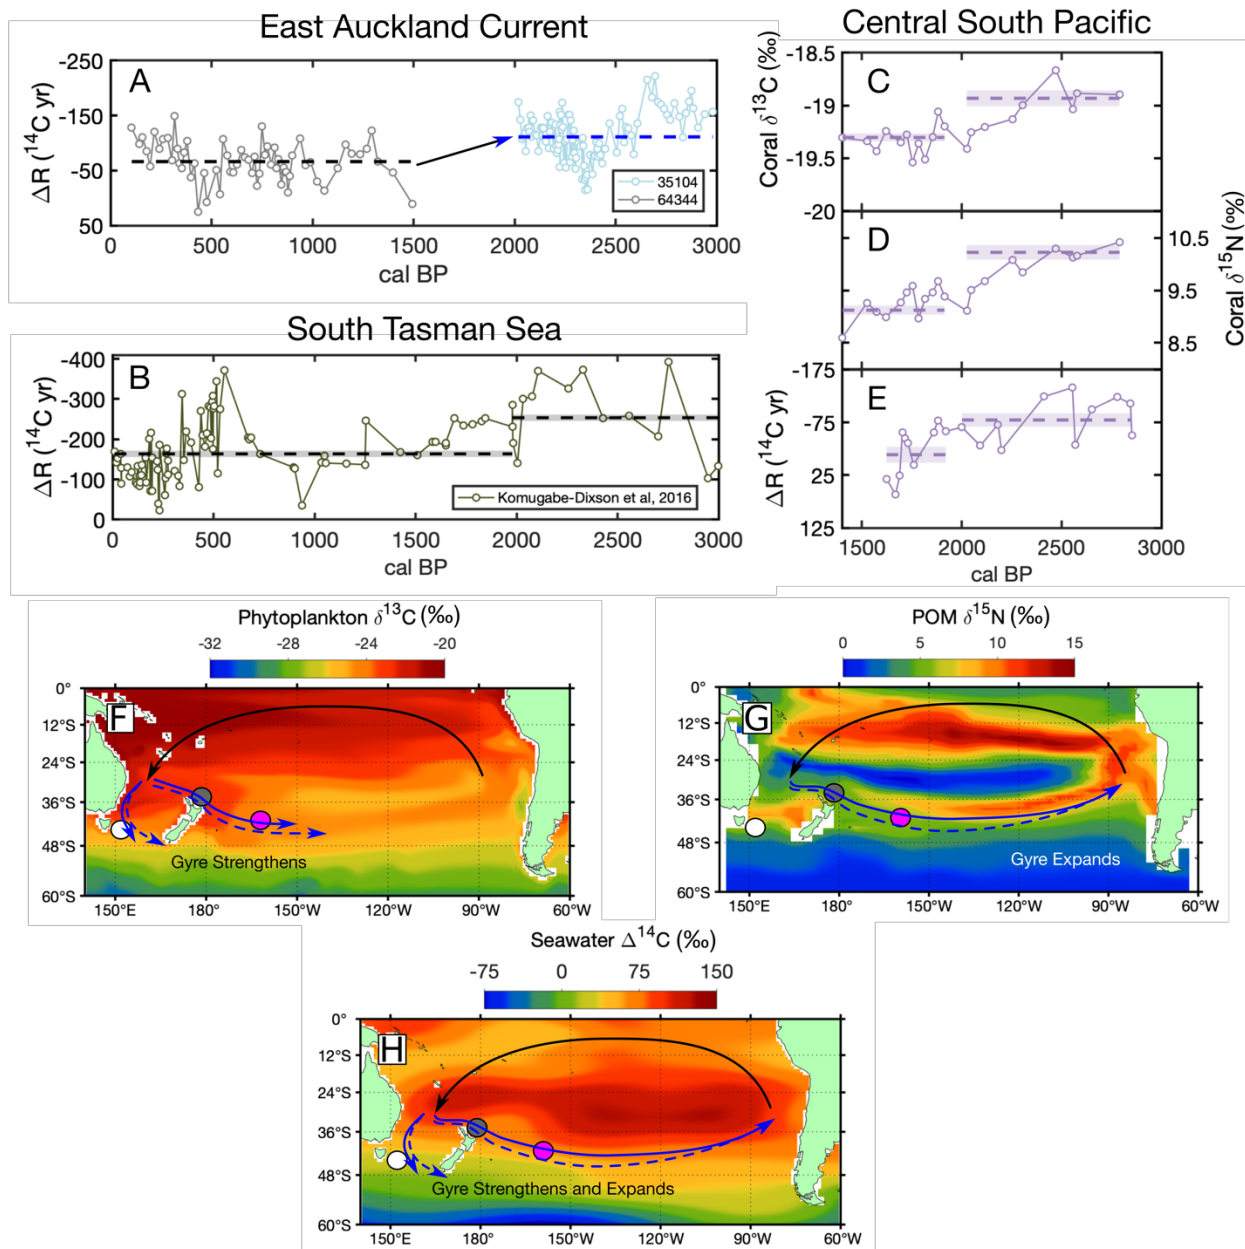 East Auckland Current
Central South Pacific
A
ΔR (¹⁴C yr)
-250
-150
-50
50
0
500
1000
1500
2000
2500
3000
cal BP
35104
64344
South Tasman Sea
B
ΔR (¹⁴C yr)
-400
-300
-200
-100
0
0
500
1000
1500
2000
2500
3000
cal BP
Komugabe-Dixson et al, 2016
C
Coral δ¹³C (‰)
-18.5
-19
-19.5
-20
D
10.5
9.5
8.5
Coral δ¹⁵N (‰)
E
ΔR (¹⁴C yr)
-175
-75
25
125
1500
2000
2500
3000
cal BP
Phytoplankton δ¹³C (‰)
-32
-28
-24
-20
F
0°
12°S
24°S
36°S
48°S
60°S
150°E
180°
150°W
120°W
90°W
60°W
Gyre Strengthens
POM δ¹⁵N (‰)
0
5
10
15
G
0°
12°S
24°S
36°S
48°S
60°S
150°E
180°
150°W
120°W
90°W
60°W
Gyre Expands
Seawater Δ¹⁴C (‰)
-75
0
75
150
H
0°
12°S
24°S
36°S
48°S
60°S
150°E
180°
150°W
120°W
90°W
60°W
Gyre Strengthens and Expands